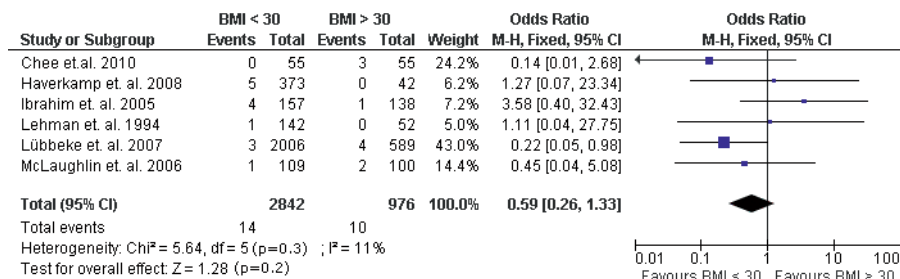 BMI < 30 BMI > 30 Odds Ratio Odds Ratio
Study or Subgroup Events Total Events Total Weight M-H, Fixed, 95% CI M-H, Fixed, 95% CI
Chee et.al. 2010 0 55 3 55 24.2% 0.14 [0.01, 2.68]
Haverkamp et. al. 2008 5 373 0 42 6.2% 1.27 [0.07, 23.34]
Ibrahim et. al. 2005 4 157 1 138 7.2% 3.58 [0.40, 32.43]
Lehman et. al. 1994 1 142 0 52 5.0% 1.11 [0.04, 27.75]
Lübbeke et. al. 2007 3 2006 4 589 43.0% 0.22 [0.05, 0.98]
McLaughlin et. al. 2006 1 109 2 100 14.4% 0.45 [0.04, 5.08]
Total (95% CI) 2842 976 100.0% 0.59 [0.26, 1.33]
Total events 14 10
Heterogeneity: Chi² = 5.64, df = 5 (p=0.3) ; I² = 11%
Test for overall effect: Z = 1.28 (p=0.2)
0.01 0.1 1 10 100
Favours BMI < 30 Favours BMI > 30